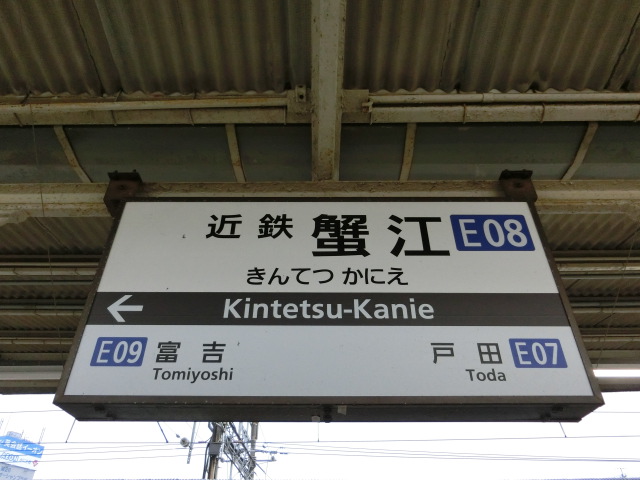 近鉄 蟹江 E08
きんてつ かにえ
← Kintetsu-Kanie
E09 富吉
Tomiyoshi
戸田 E07
Toda